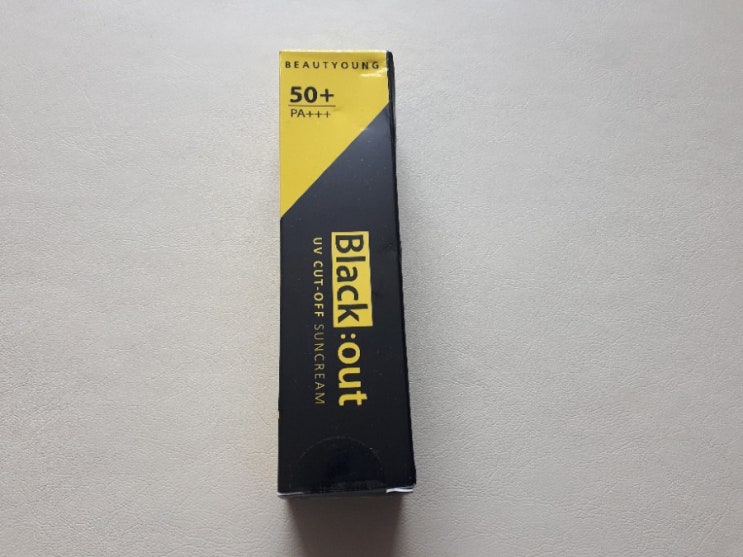 BEAUTYOUNG
50+
PA+++
Black:out
UV CUT-OFF SUNCREAM